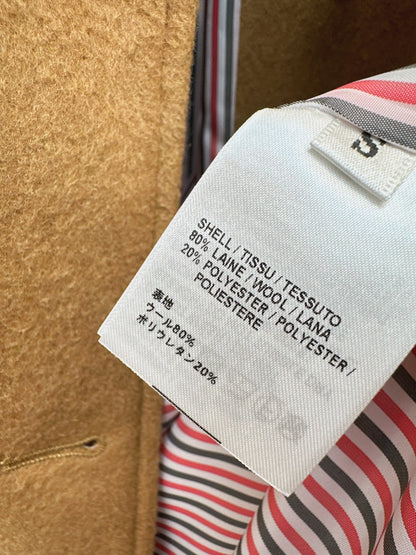 SHELL / TISSU / TESSUTO
80% LAINE / WOOL / LANA
20% POLYESTER / POLYESTER /
POLIESTERE
表地
ウール80%
ポリウレタン20%